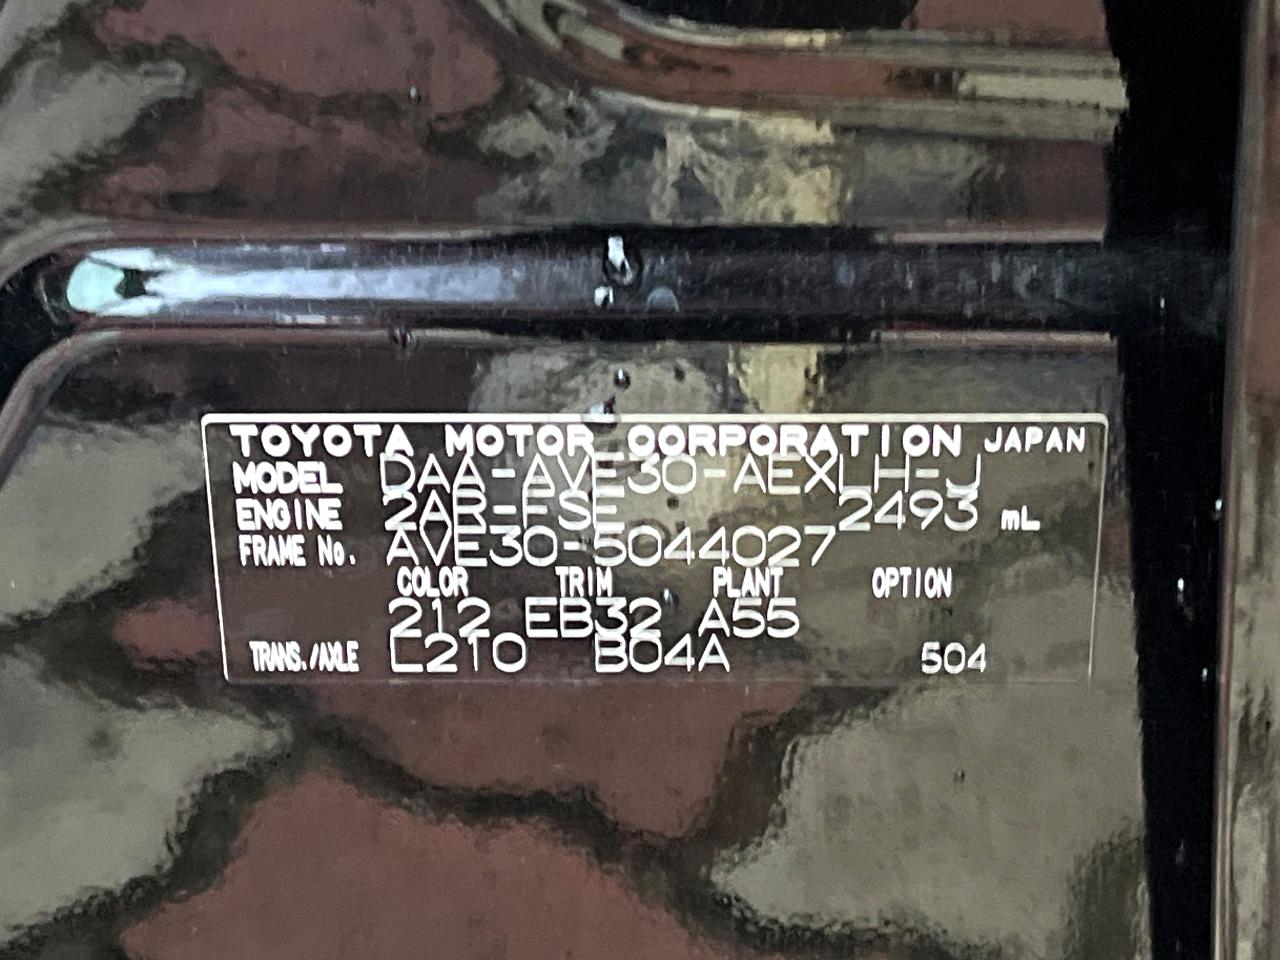 TOYOTA MOTOR CORPORATION JAPAN
MODEL DAA-AVE30-AEXLH-J
ENGINE 2AR-FSE 2493 mL
FRAME No. AVE30-5044027
COLOR TRIM PLANT OPTION
212 EB32 A55
TRANS./AXLE L210 B04A 504